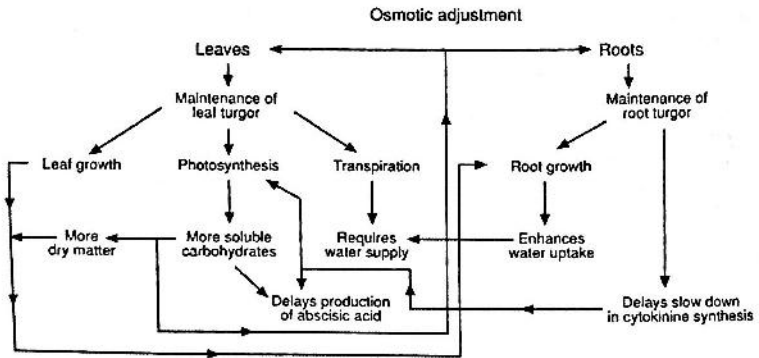 Osmotic adjustment
Leaves
Roots
Maintenance of
leaf turgor
Maintenance of
root turgor
Leaf growth
Photosynthesis
Transpiration
Root growth
More
dry matter
More soluble
carbohydrates
Requires
water supply
Enhances
water uptake
Delays production
of abscisic acid
Delays slow down
in cytokinine synthesis